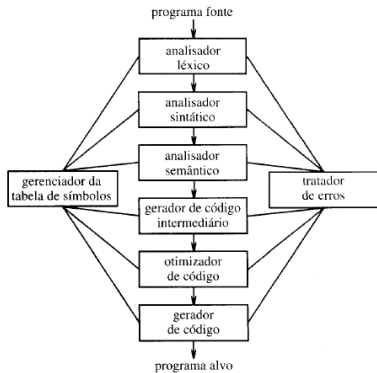 programa fonte
analisador
léxico
analisador
sintático
analisador
semântico
gerenciador da
tabela de símbolos
tratador
de erros
gerador de código
intermediário
otimizador
de código
gerador
de código
programa alvo